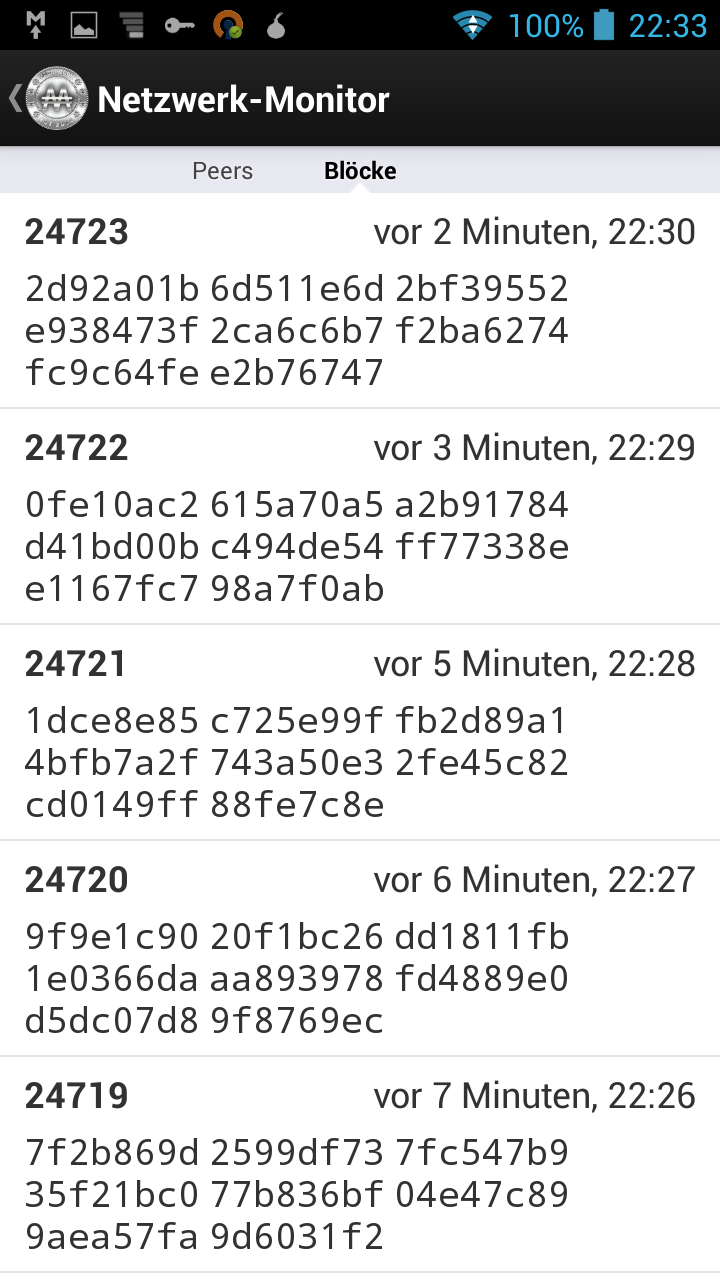 100% 22:33
Netzwerk-Monitor
Peers Blöcke
24723 vor 2 Minuten, 22:30
2d92a01b 6d511e6d 2bf39552
e938473f 2ca6c6b7 f2ba6274
fc9c64fe e2b76747
24722 vor 3 Minuten, 22:29
0fe10ac2 615a70a5 a2b91784
d41bd00b c494de54 ff77338e
e1167fc7 98a7f0ab
24721 vor 5 Minuten, 22:28
1dce8e85 c725e99f fb2d89a1
4bfb7a2f 743a50e3 2fe45c82
cd0149ff 88fe7c8e
24720 vor 6 Minuten, 22:27
9f9e1c90 20f1bc26 dd1811fb
1e0366da aa893978 fd4889e0
d5dc07d8 9f8769ec
24719 vor 7 Minuten, 22:26
7f2b869d 2599df73 7fc547b9
35f21bc0 77b836bf 04e47c89
9aea57fa 9d6031f2